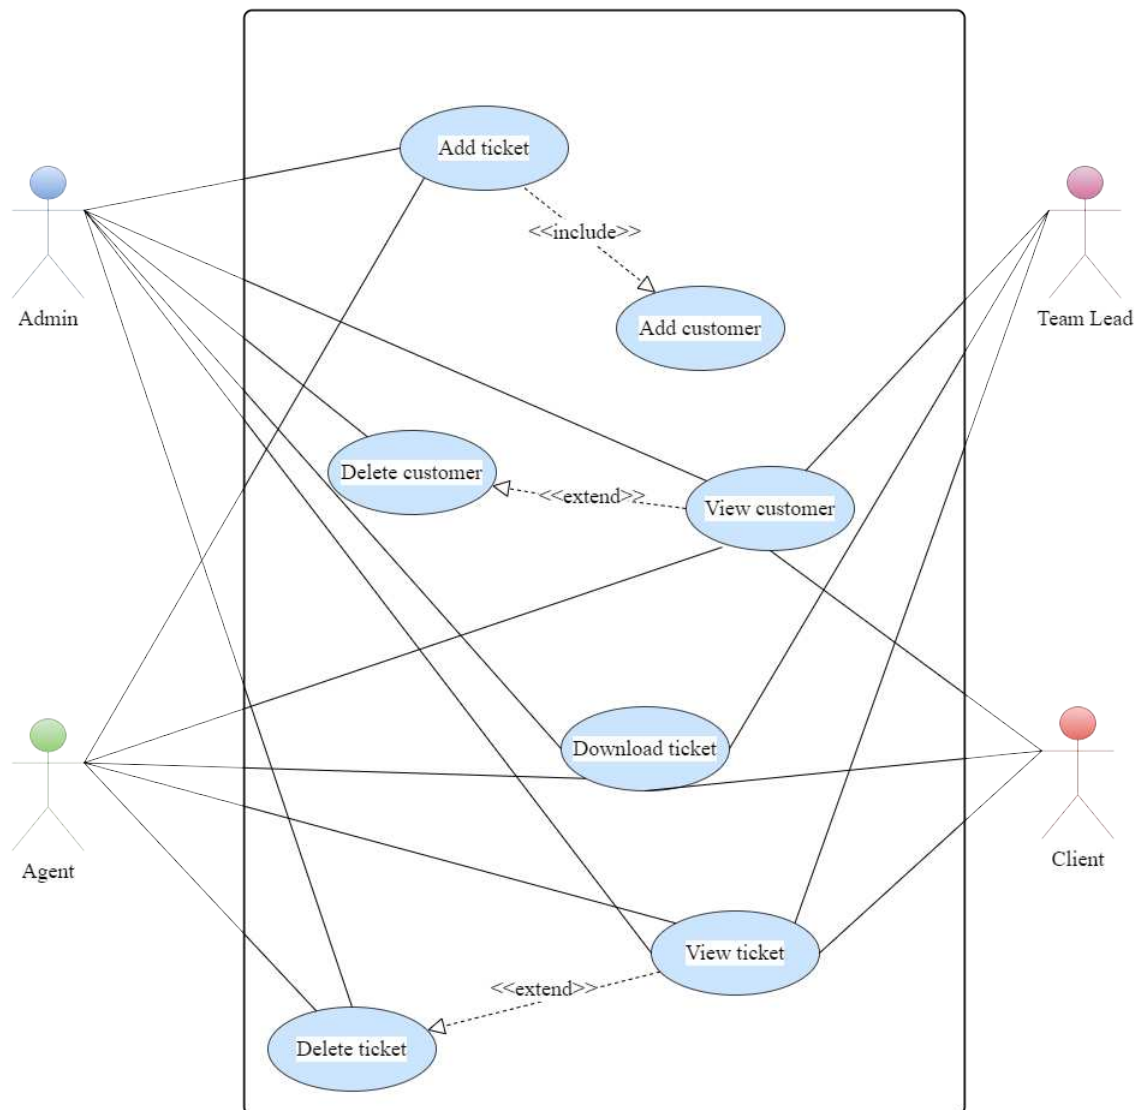 Add ticket
<<include>>
Admin
Team Lead
Add customer
Delete customer
<<extend>>
View customer
Download ticket
Agent
Client
View ticket
<<extend>>
Delete ticket